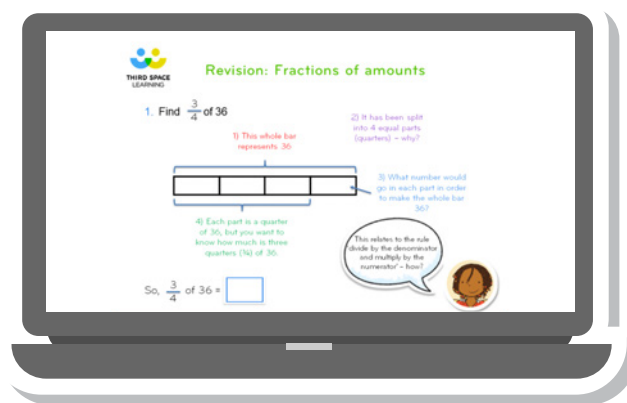 THIRD SPACE
LEARNING
Revision: Fractions of amounts
1. Find 3/4 of 36
1) This whole bar
represents 36
2) It has been split
into 4 equal parts
(quarters) – why?
3) What number would
go in each part in order
to make the whole bar
36?
4) Each part is a quarter
of 36, but you want to
know how much is three
quarters (¾) of 36
This relates to the rule
'divide by the denominator
and multiply by the
numerator' – how?
So, 3/4 of 36 =